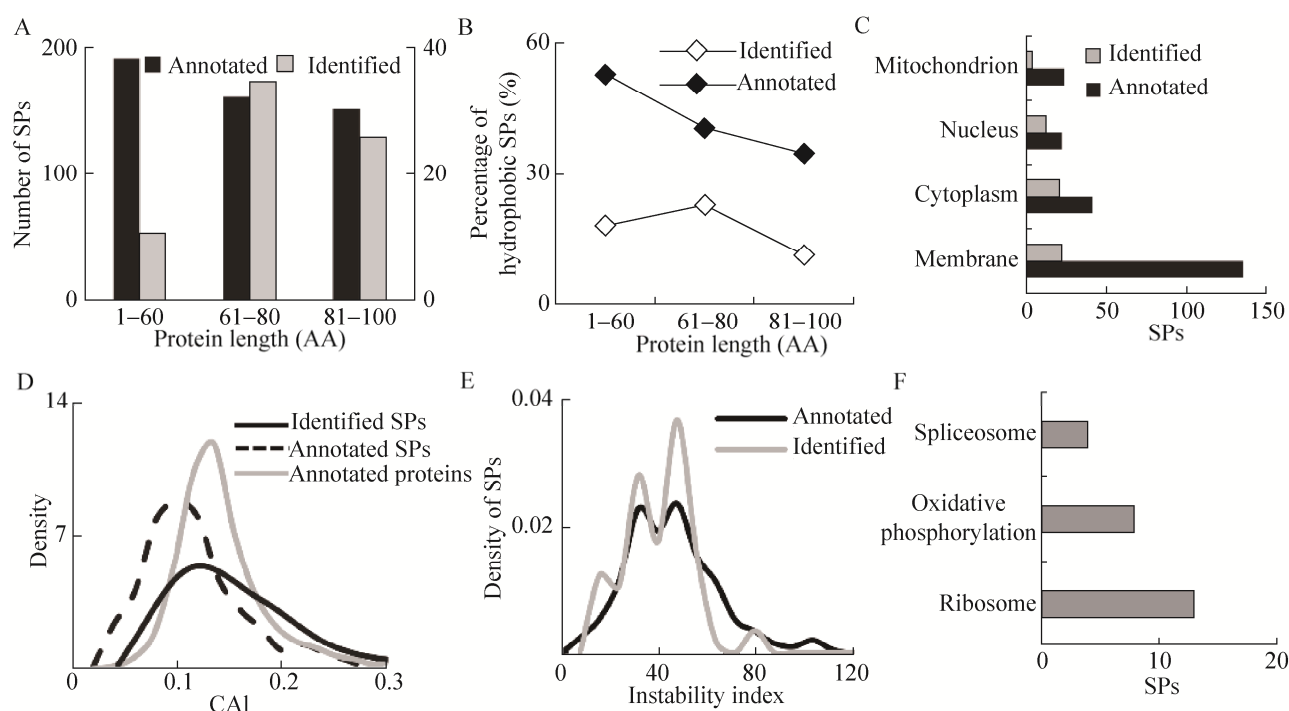 A
200
100
0
40
20
0
Annotated
Identified
Number of SPs
1–60
61–80
81–100
Protein length (AA)
B
60
30
0
Identified
Annotated
Percentage of
hydrophobic SPs (%)
1–60
61–80
81–100
Protein length (AA)
C
Identified
Annotated
Mitochondrion
Nucleus
Cytoplasm
Membrane
0
50
100
150
SPs
D
14
7
Identified SPs
Annotated SPs
Annotated proteins
Density
0
0.1
0.2
0.3
CAl
E
0.04
0.02
Annotated
Identified
Density of SPs
0
40
80
120
Instability index
F
Spliceosome
Oxidative
phosphorylation
Ribosome
0
10
20
SPs